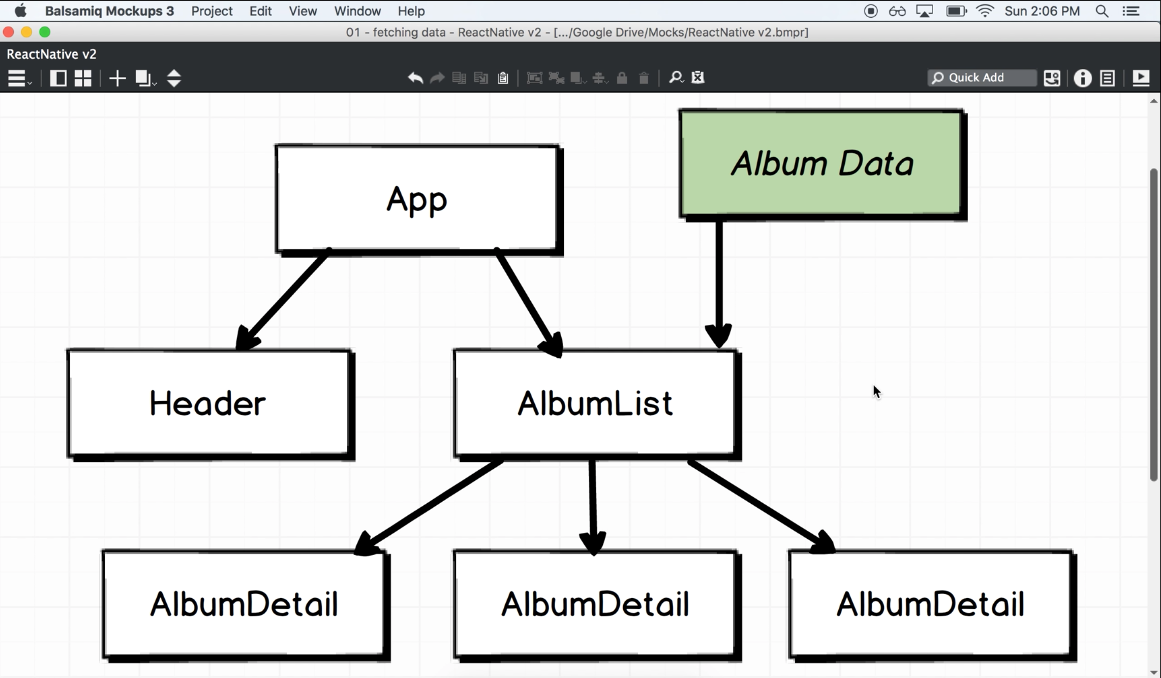 Balsamiq Mockups 3 Project Edit View Window Help Sun 2:06 PM
01 - fetching data - ReactNative v2 - [.../Google Drive/Mocks/ReactNative v2.bmpr]
ReactNative v2
Quick Add
Album Data
App
Header
AlbumList
AlbumDetail
AlbumDetail
AlbumDetail